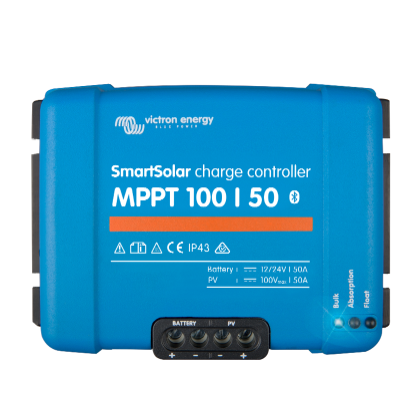 victron energy
BLUE POWER
SmartSolar charge controller
MPPT 100 | 50
CE IP43
Battery : 12/24V | 50A
PV : 100Vmax | 50A
Bulk
Absorption
Float
BATTERY PV
+ - - +